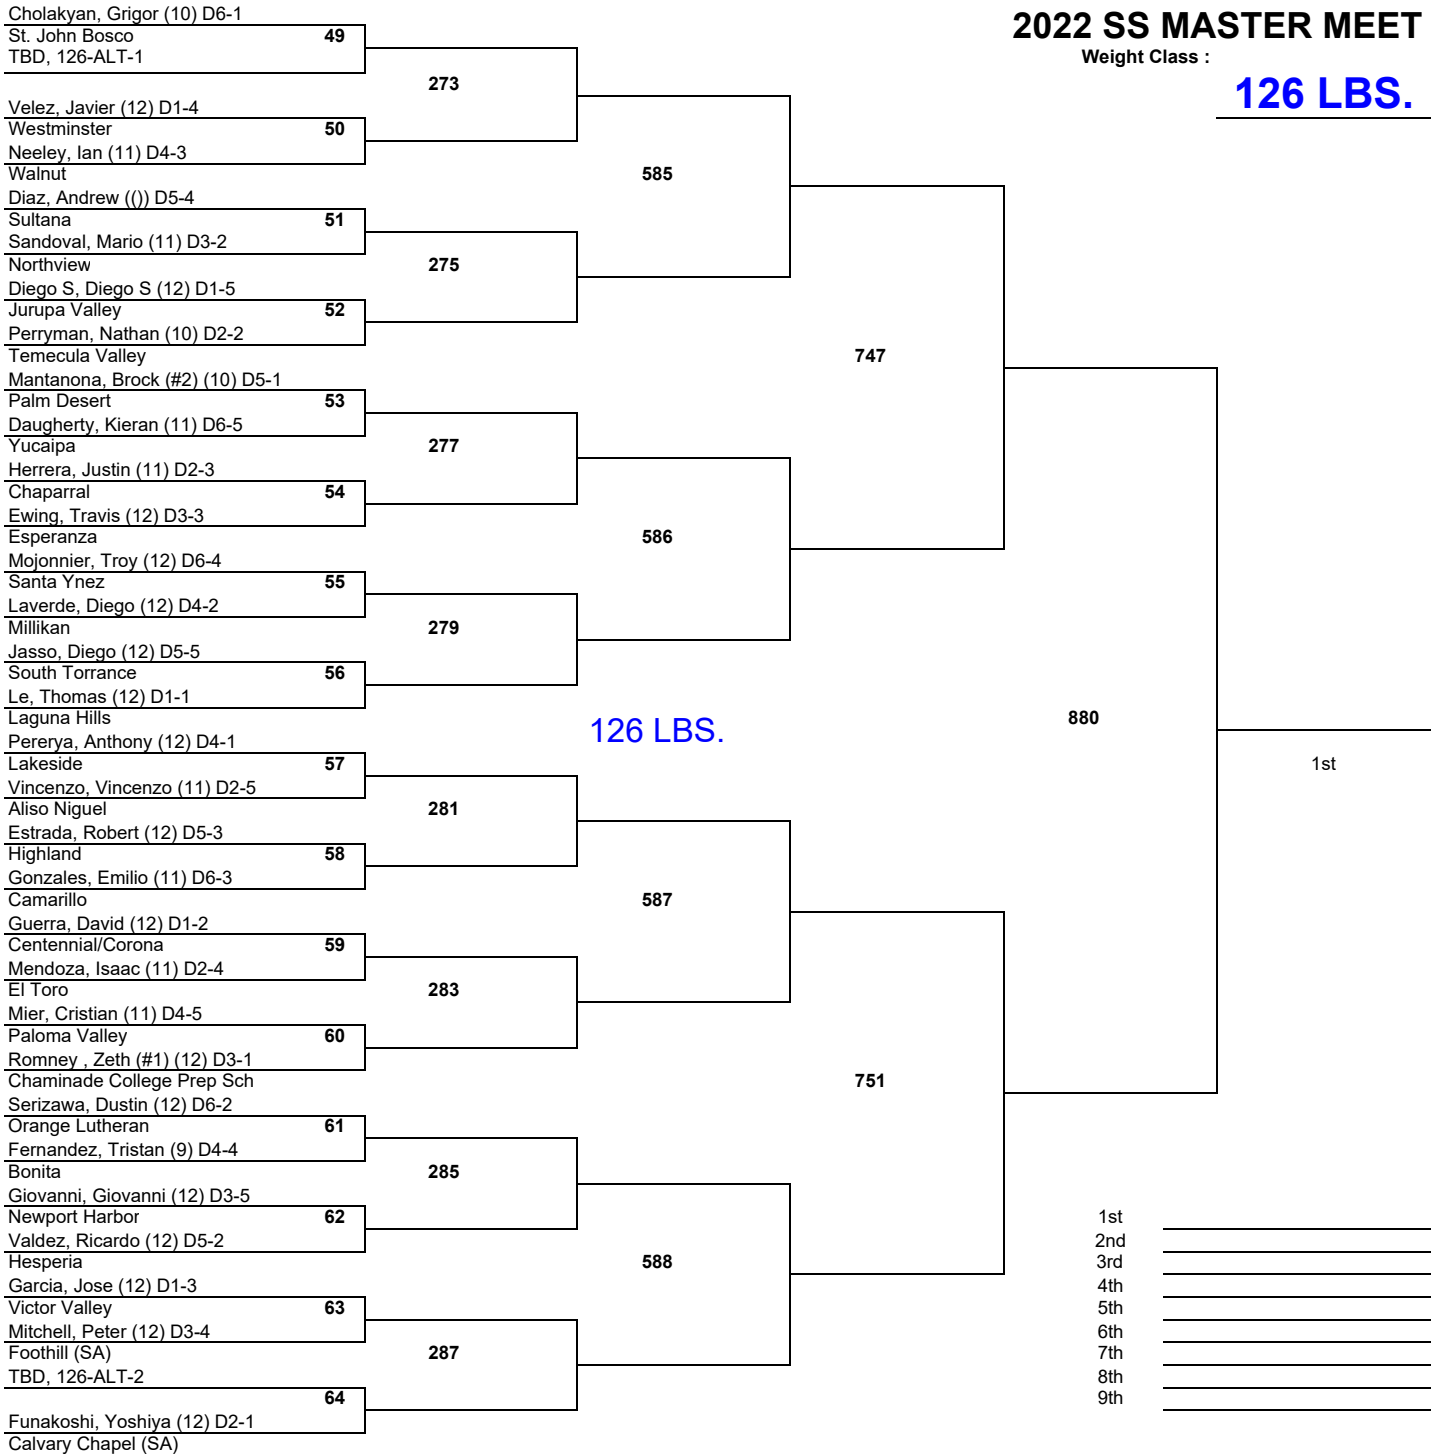 Cholakyan, Grigor (10) D6-1
St. John Bosco 49
TBD, 126-ALT-1
Velez, Javier (12) D1-4
Westminster 50
Neeley, Ian (11) D4-3
Walnut
Diaz, Andrew (()) D5-4
Sultana 51
Sandoval, Mario (11) D3-2
Northview
Diego S, Diego S (12) D1-5
Jurupa Valley 52
Perryman, Nathan (10) D2-2
Temecula Valley
Mantanona, Brock (#2) (10) D5-1
Palm Desert 53
Daugherty, Kieran (11) D6-5
Yucaipa
Herrera, Justin (11) D2-3
Chaparral 54
Ewing, Travis (12) D3-3
Esperanza
Mojonnier, Troy (12) D6-4
Santa Ynez 55
Laverde, Diego (12) D4-2
Millikan
Jasso, Diego (12) D5-5
South Torrance 56
Le, Thomas (12) D1-1
Laguna Hills
Pererya, Anthony (12) D4-1
Lakeside 57
Vincenzo, Vincenzo (11) D2-5
Aliso Niguel
Estrada, Robert (12) D5-3
Highland 58
Gonzales, Emilio (11) D6-3
Camarillo
Guerra, David (12) D1-2
Centennial/Corona 59
Mendoza, Isaac (11) D2-4
El Toro
Mier, Cristian (11) D4-5
Paloma Valley 60
Romney , Zeth (#1) (12) D3-1
Chaminade College Prep Sch
Serizawa, Dustin (12) D6-2
Orange Lutheran 61
Fernandez, Tristan (9) D4-4
Bonita
Giovanni, Giovanni (12) D3-5
Newport Harbor 62
Valdez, Ricardo (12) D5-2
Hesperia
Garcia, Jose (12) D1-3
Victor Valley 63
Mitchell, Peter (12) D3-4
Foothill (SA)
TBD, 126-ALT-2
64
Funakoshi, Yoshiya (12) D2-1
Calvary Chapel (SA)
273
275
277
279
281
283
285
287
585
586
126 LBS.
587
588
747
751
880
2022 SS MASTER MEET
Weight Class :
126 LBS.
1st
1st
2nd
3rd
4th
5th
6th
7th
8th
9th